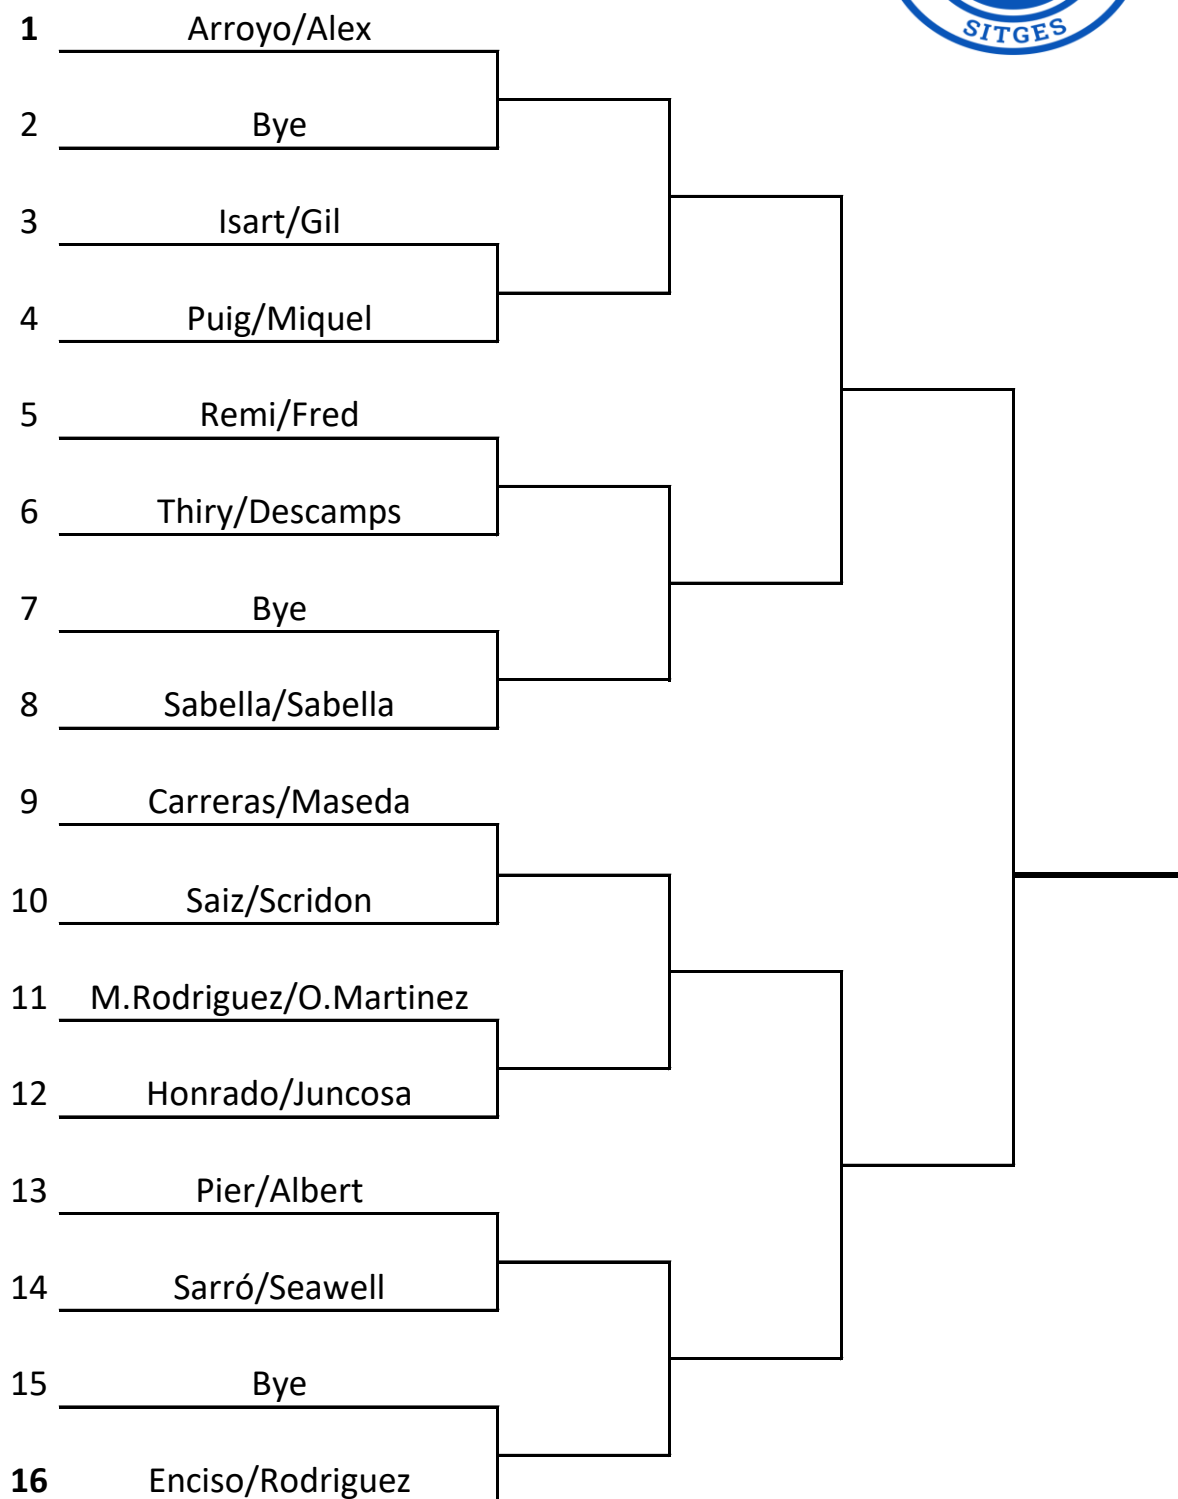 SITGES
1 Arroyo/Alex
2 Bye
3 Isart/Gil
4 Puig/Miquel
5 Remi/Fred
6 Thiry/Descamps
7 Bye
8 Sabella/Sabella
9 Carreras/Maseda
10 Saiz/Scridon
11 M.Rodriguez/O.Martinez
12 Honrado/Juncosa
13 Pier/Albert
14 Sarró/Seawell
15 Bye
16 Enciso/Rodriguez